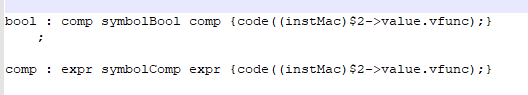 bool : comp symbolBool comp {code((instMac)$2->value.vfunc);}
;
comp : expr symbolComp expr {code((instMac)$2->value.vfunc);}